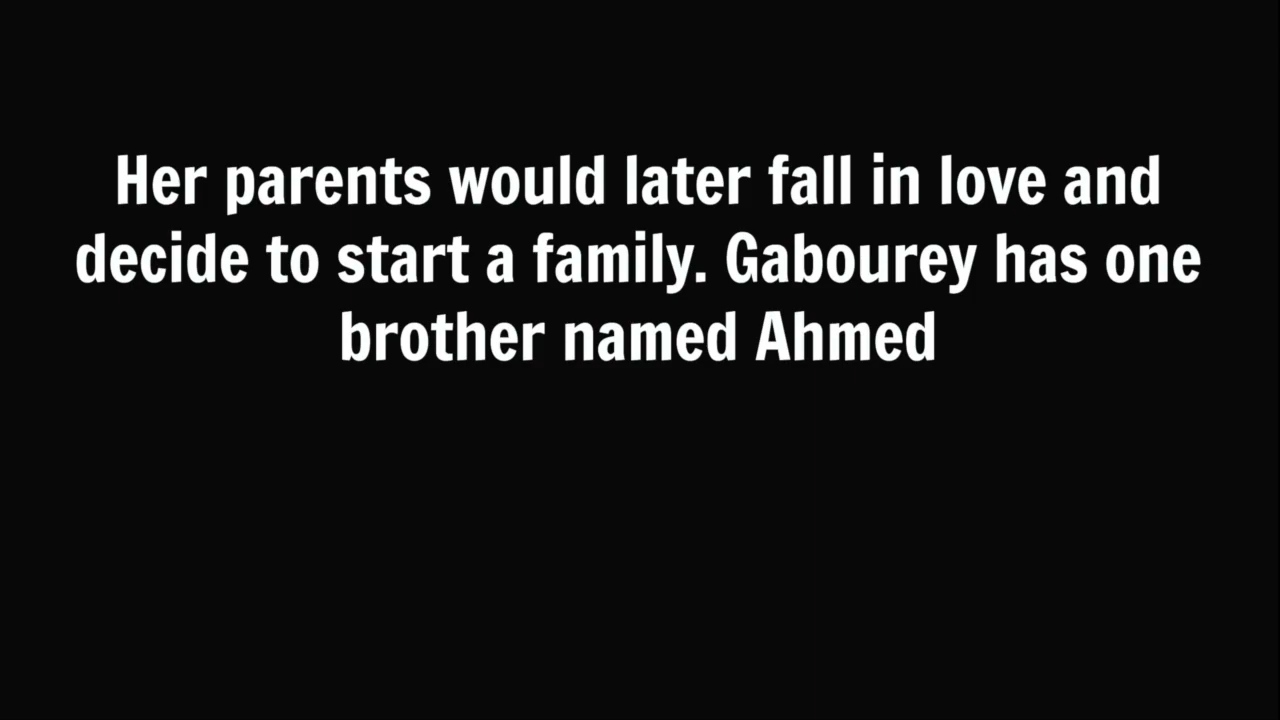 Her parents would later fall in love and
decide to start a family. Gabourey has one
brother named Ahmed